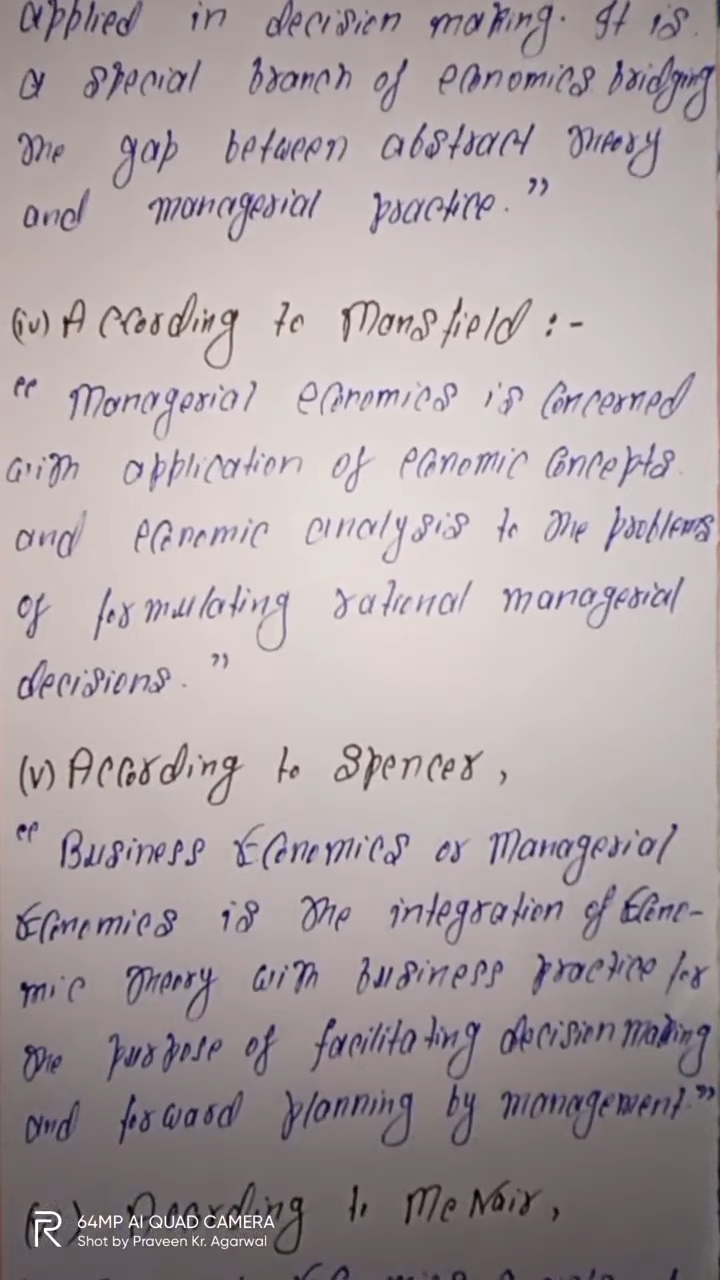 applied in decision making. It is
a special branch of economics bridging
the gap between abstract theory
and managerial practice.”
(iv) According to Mansfield :-
“ Managerial economics is concerned
with application of economic concepts
and economic analysis to the problems
of formulating rational managerial
decisions.”
(v) According to Spencer,
“ Business Economics or Managerial
Economics is the integration of Econo-
mic theory with business practice for
the purpose of facilitating decision making
and forward planning by management.”
According to Mc Nair,
64MP AI QUAD CAMERA
Shot by Praveen Kr. Agarwal